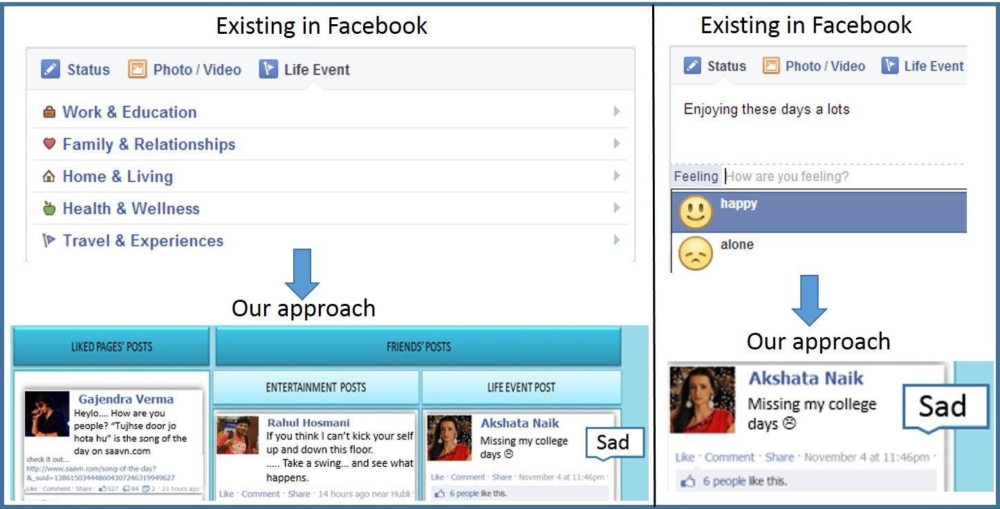 Existing in Facebook
Status Photo / Video Life Event
Work & Education
Family & Relationships
Home & Living
Health & Wellness
Travel & Experiences
Our approach
LIKED PAGES' POSTS
FRIENDS' POSTS
ENTERTAINMENT POSTS
LIFE EVENT POST
Gajendra Verma
Heylo.... How are you
people? “Tujhse door jo
hota hu” is the song of the
day on saavn.com
check it out...
http://www.saavn.com/song-of-the-day?
&_suid=138615034448604307246319949627
Like · Comment · Share · 527 84 2 · 21 hours ago ·
Rahul Hosmani
If you think I can’t kick your self
up and down this floor.
..... Take a swing... and see what
happens.
Like · Comment · Share · 14 hours ago near Hubli ·
Akshata Naik
Missing my college
days ☹
Sad
Like · Comment · Share · November 4 at 11:46pm ·
6 people like this.
Existing in Facebook
Status Photo / Video Life Event
Enjoying these days a lots
Feeling How are you feeling?
happy
alone
Our approach
Akshata Naik
Missing my college
days ☹
Sad
Like · Comment · Share · November 4 at 11:46pm ·
6 people like this.